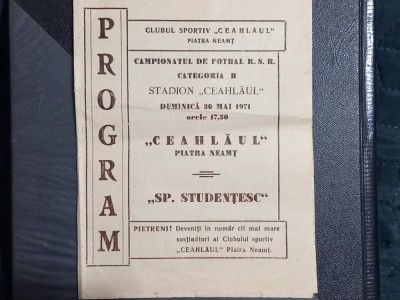 PROGRAM
CLUBUL SPORTIV „CEAHLĂUL"
PIATRA NEAMŢ
CAMPIONATUL DE FOTBAL R. S. R.
CATEGORIA B
STADION „CEAHLĂUL"
DUMINICĂ 30 MAI 1971
orele 17,30
„CEAHLĂUL"
PIATRA NEAMŢ
„SP. STUDENŢESC"
PIETRENI! Deveniţi în număr cît mai mare
susţinători ai Clubului sportiv
„CEAHLĂUL" Piatra Neamţ.